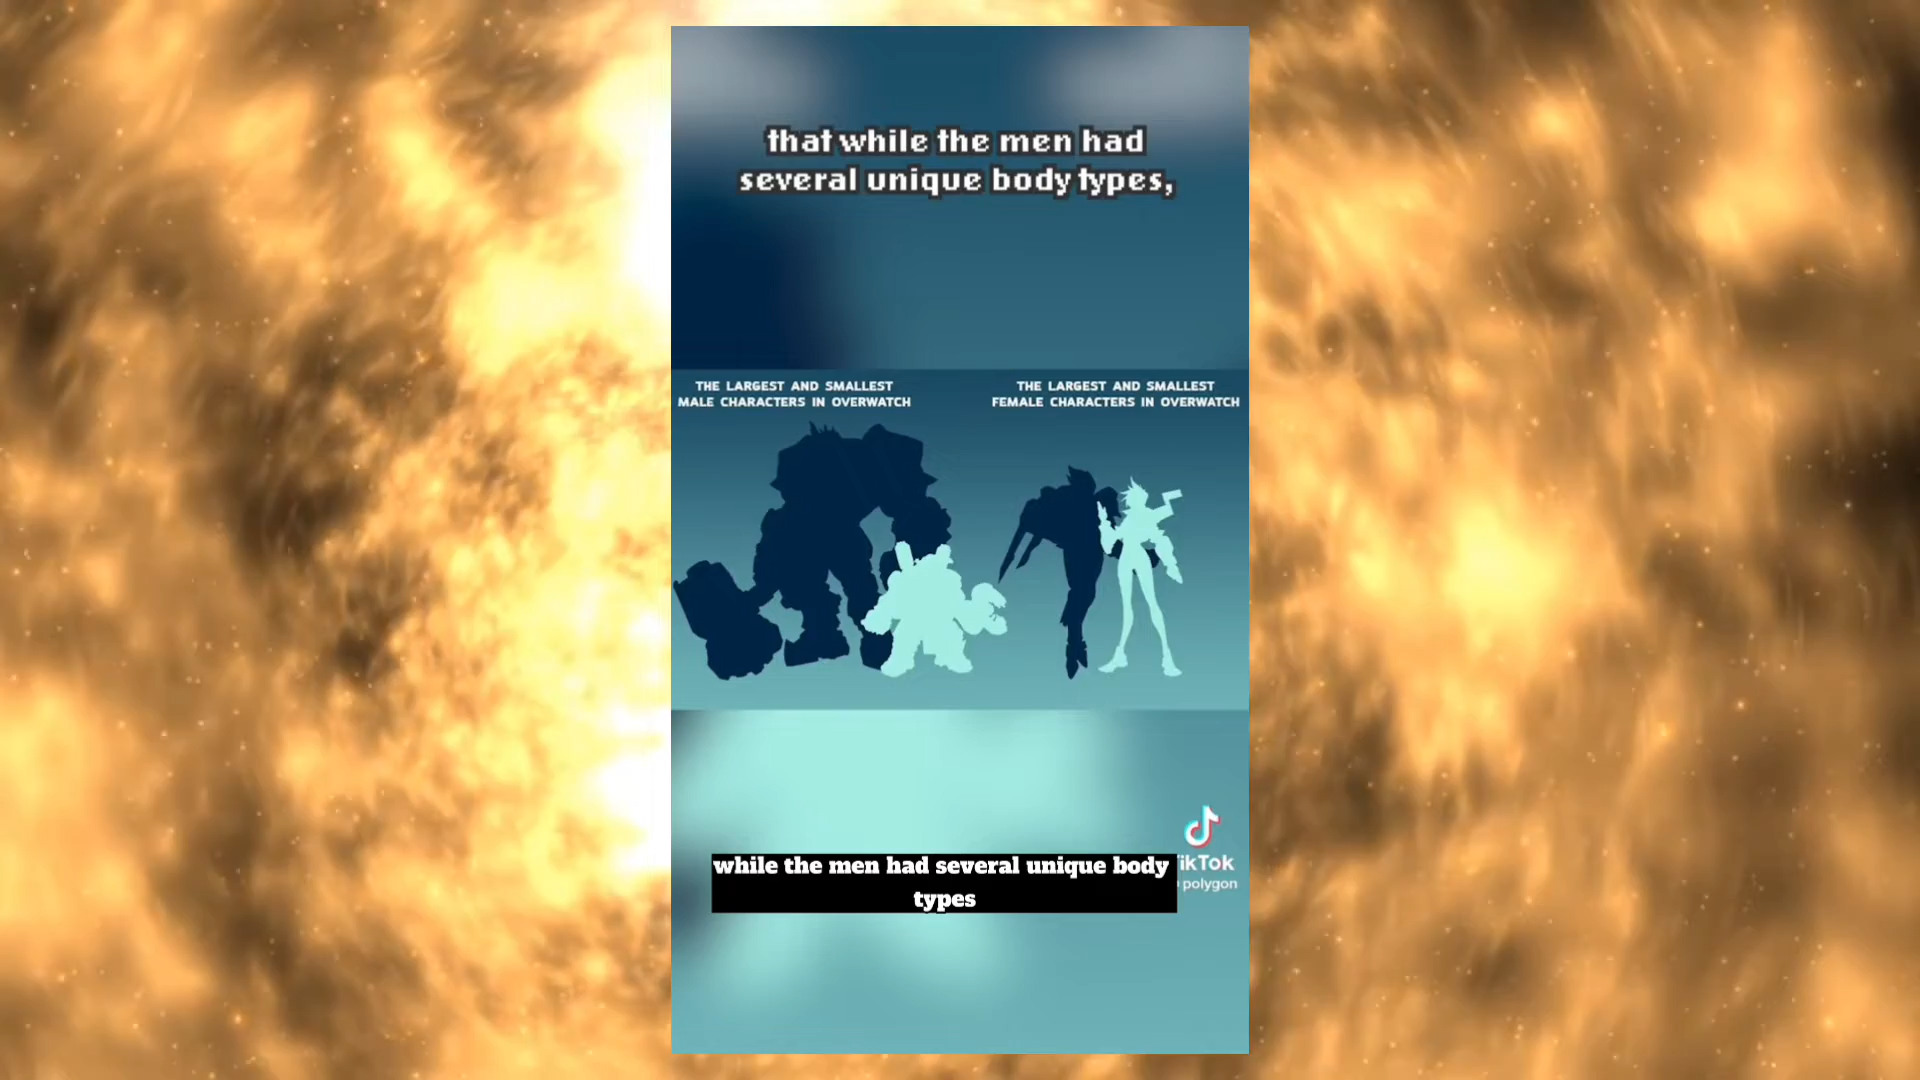 that while the men had
several unique body types,
THE LARGEST AND SMALLEST
MALE CHARACTERS IN OVERWATCH
THE LARGEST AND SMALLEST
FEMALE CHARACTERS IN OVERWATCH
while the men had several unique body
types
ikTok
polygon